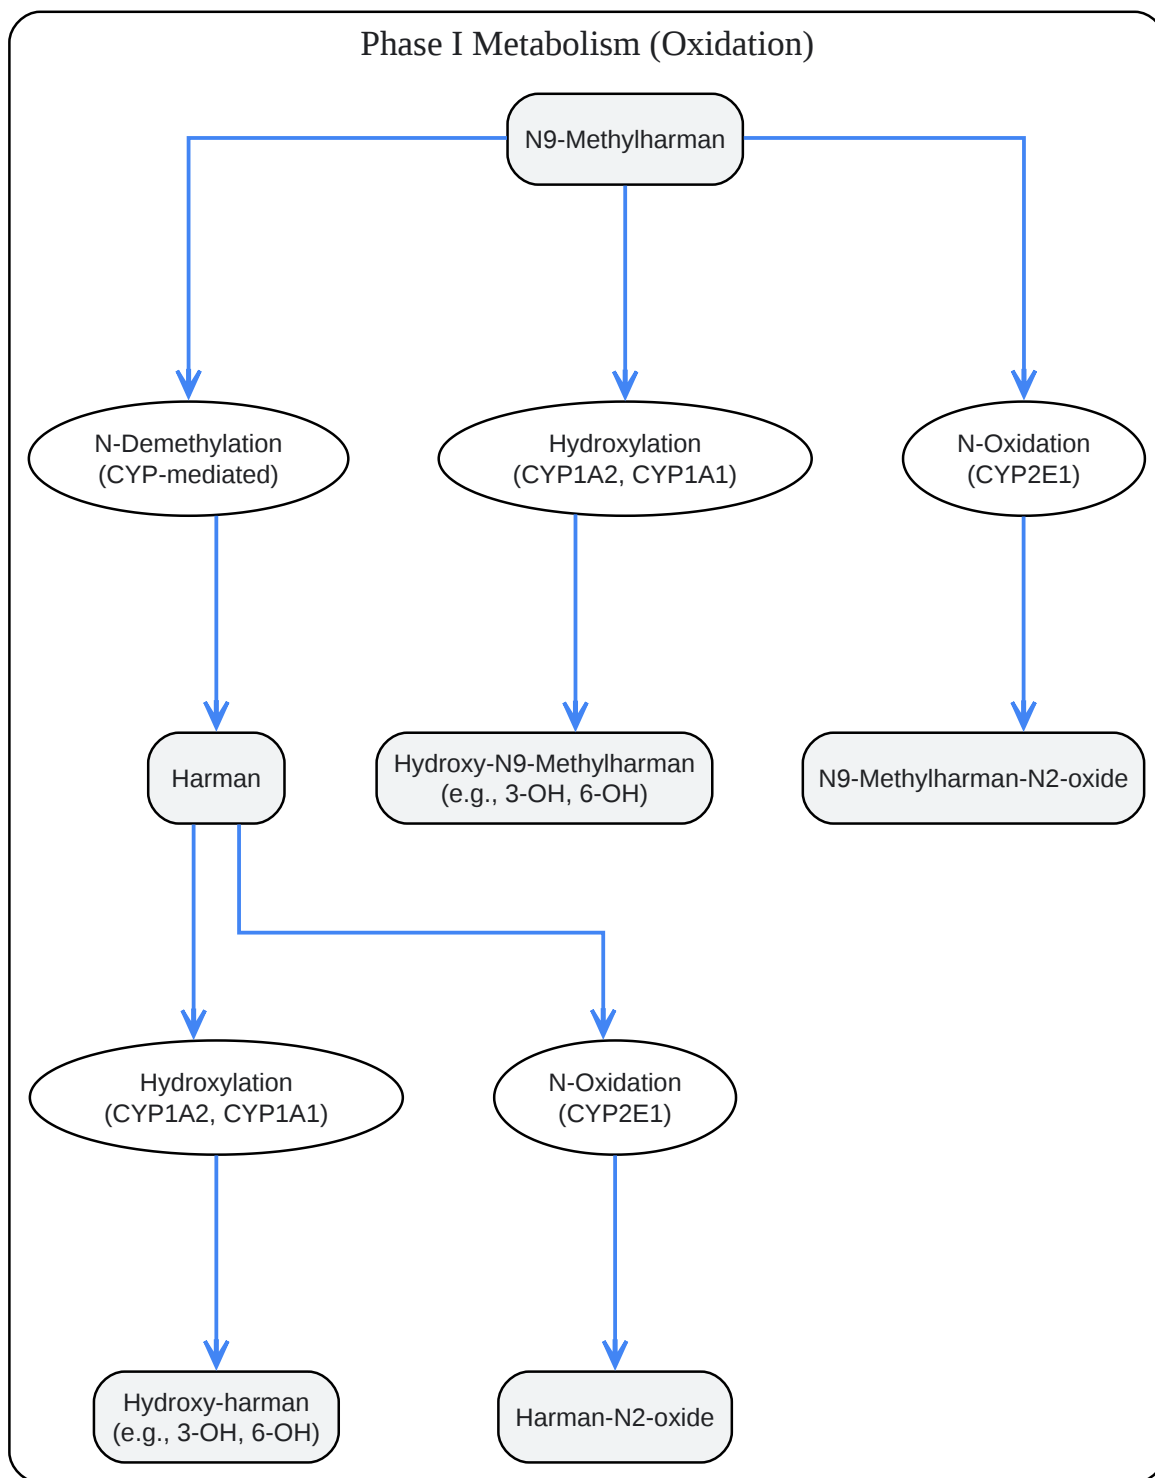 Phase I Metabolism (Oxidation)
N9-Methylharman
N-Demethylation
(CYP-mediated)
Hydroxylation
(CYP1A2, CYP1A1)
N-Oxidation
(CYP2E1)
Harman
Hydroxy-N9-Methylharman
(e.g., 3-OH, 6-OH)
N9-Methylharman-N2-oxide
Hydroxylation
(CYP1A2, CYP1A1)
N-Oxidation
(CYP2E1)
Hydroxy-harman
(e.g., 3-OH, 6-OH)
Harman-N2-oxide